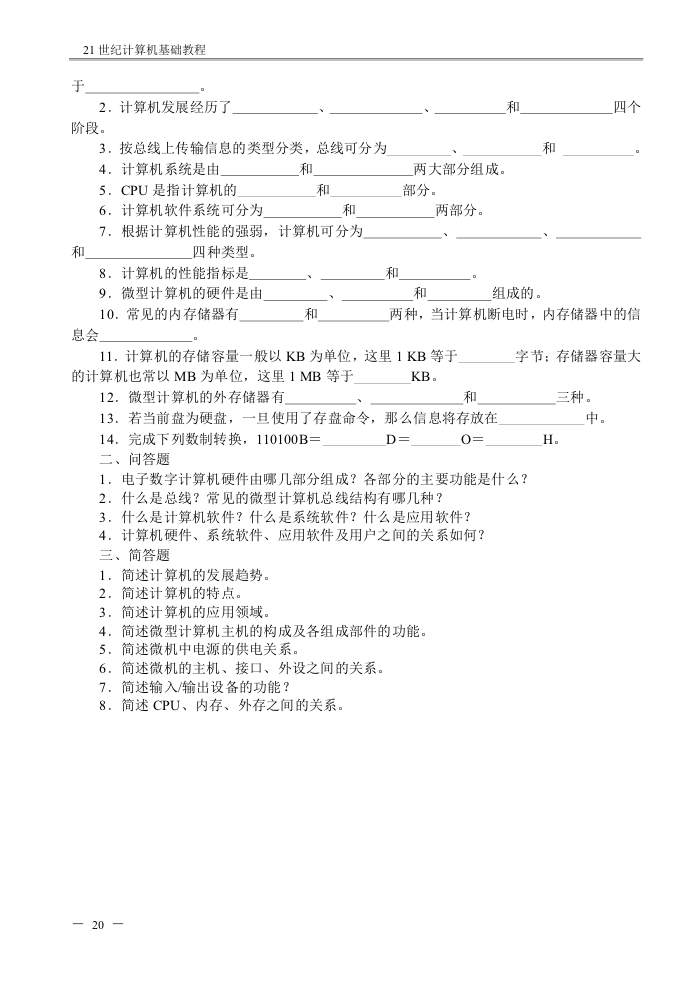 21 世纪计算机基础教程
于________________。
2．计算机发展经历了____________、_____________、__________和_____________四个
阶段。
3．按总线上传输信息的类型分类，总线可分为_________、___________和 __________。
4．计算机系统是由___________和______________两大部分组成。
5．CPU 是指计算机的___________和__________部分。
6．计算机软件系统可分为___________和___________两部分。
7．根据计算机性能的强弱，计算机可分为___________、____________、____________
和_______________四种类型。
8．计算机的性能指标是________、_________和__________。
9．微型计算机的硬件是由_________、__________和_________组成的。
10．常见的内存储器有_________和__________两种，当计算机断电时，内存储器中的信
息会_____________。
11．计算机的存储容量一般以 KB 为单位，这里 1 KB 等于________字节；存储器容量大
的计算机也常以 MB 为单位，这里 1 MB 等于________KB。
12．微型计算机的外存储器有__________、_____________和___________三种。
13．若当前盘为硬盘，一旦使用了存盘命令，那么信息将存放在____________中。
14．完成下列数制转换，110100B＝_________D＝_______O＝________H。
二、问答题
1．电子数字计算机硬件由哪几部分组成？各部分的主要功能是什么？
2．什么是总线？常见的微型计算机总线结构有哪几种？
3．什么是计算机软件？什么是系统软件？什么是应用软件？
4．计算机硬件、系统软件、应用软件及用户之间的关系如何？
三、简答题
1．简述计算机的发展趋势。
2．简述计算机的特点。
3．简述计算机的应用领域。
4．简述微型计算机主机的构成及各组成部件的功能。
5．简述微机中电源的供电关系。
6．简述微机的主机、接口、外设之间的关系。
7．简述输入/输出设备的功能？
8．简述 CPU、内存、外存之间的关系。
— 20 —